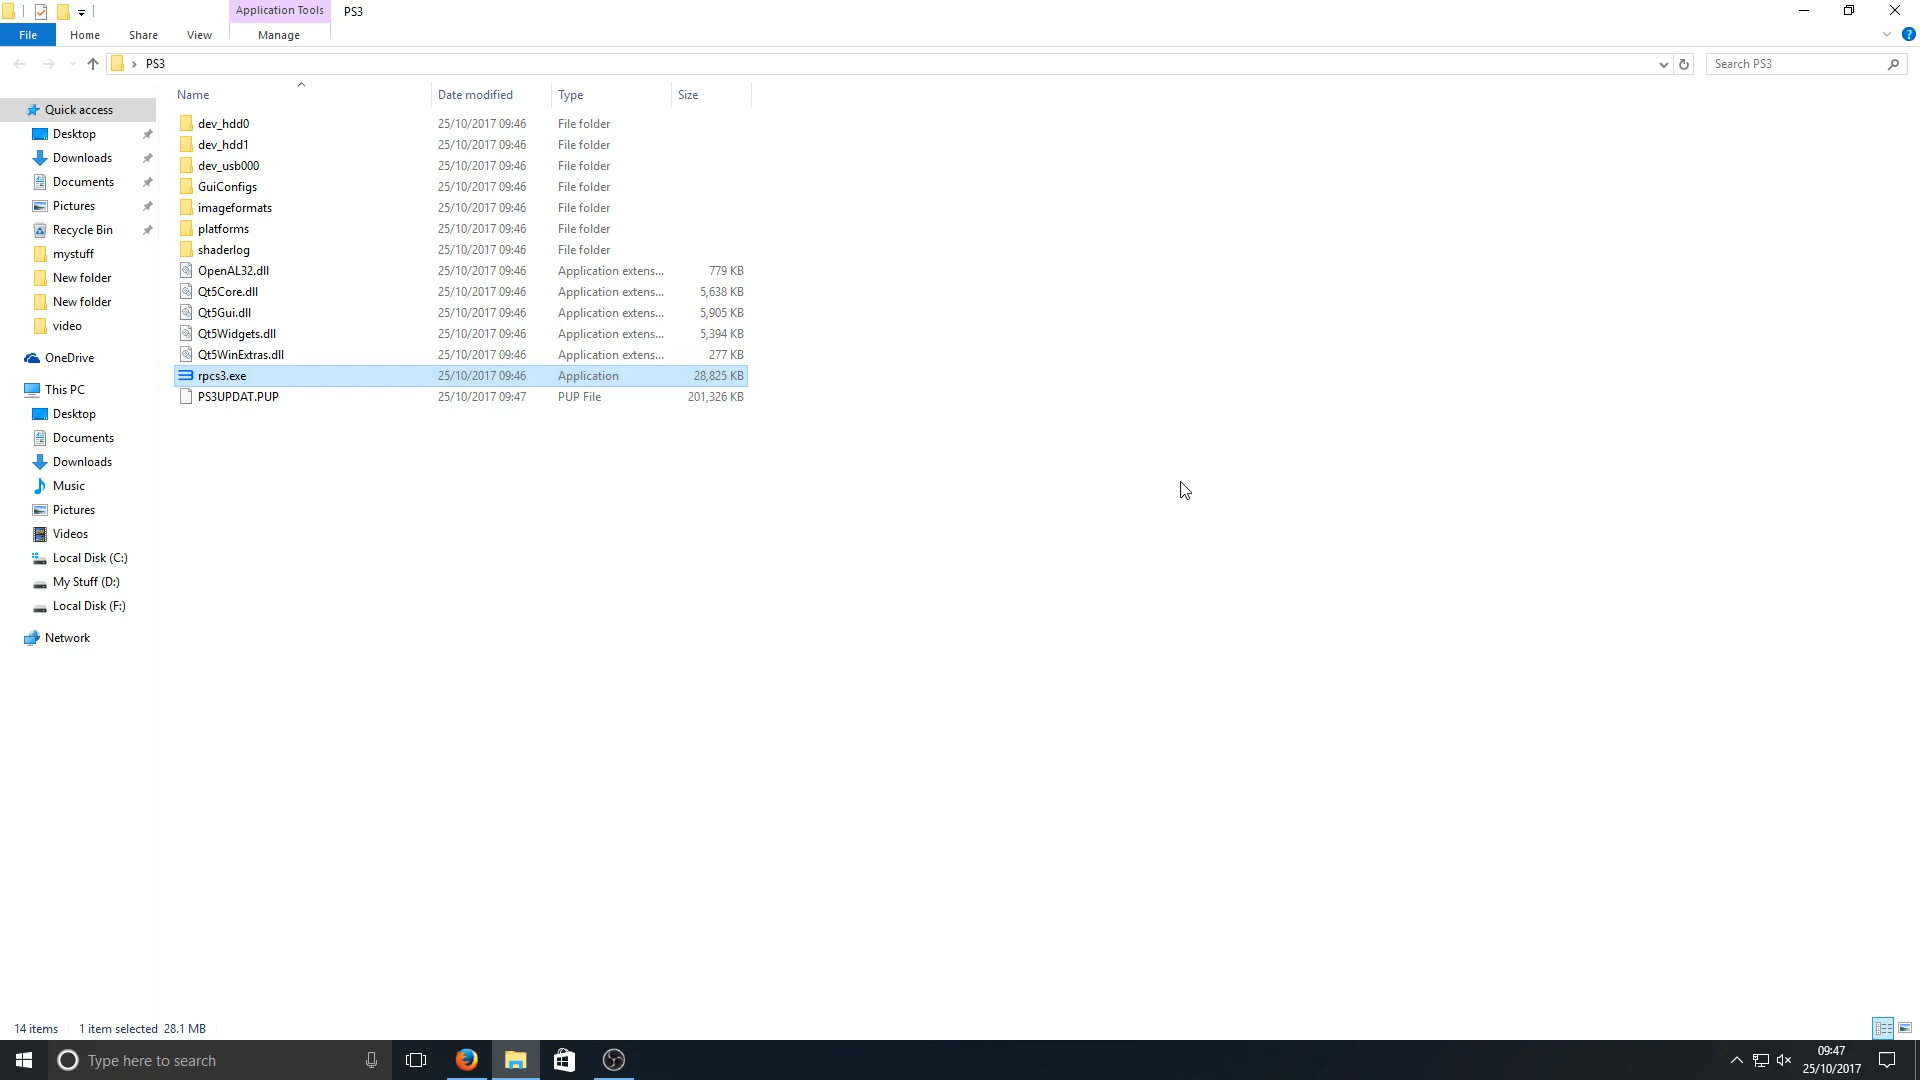 Application Tools PS3
File Home Share View Manage
PS3 Search PS3
Name Date modified Type Size
Quick access
Desktop
Downloads
Documents
Pictures
Recycle Bin
mystuff
New folder
New folder
video
OneDrive
This PC
Desktop
Documents
Downloads
Music
Pictures
Videos
Local Disk (C:)
My Stuff (D:)
Local Disk (F:)
Network
dev_hdd0 25/10/2017 09:46 File folder
dev_hdd1 25/10/2017 09:46 File folder
dev_usb000 25/10/2017 09:46 File folder
GuiConfigs 25/10/2017 09:46 File folder
imageformats 25/10/2017 09:46 File folder
platforms 25/10/2017 09:46 File folder
shaderlog 25/10/2017 09:46 File folder
OpenAL32.dll 25/10/2017 09:46 Application extens... 779 KB
Qt5Core.dll 25/10/2017 09:46 Application extens... 5,638 KB
Qt5Gui.dll 25/10/2017 09:46 Application extens... 5,905 KB
Qt5Widgets.dll 25/10/2017 09:46 Application extens... 5,394 KB
Qt5WinExtras.dll 25/10/2017 09:46 Application extens... 277 KB
rpcs3.exe 25/10/2017 09:46 Application 28,825 KB
PS3UPDAT.PUP 25/10/2017 09:47 PUP File 201,326 KB
14 items 1 item selected 28.1 MB
Type here to search
09:47
25/10/2017